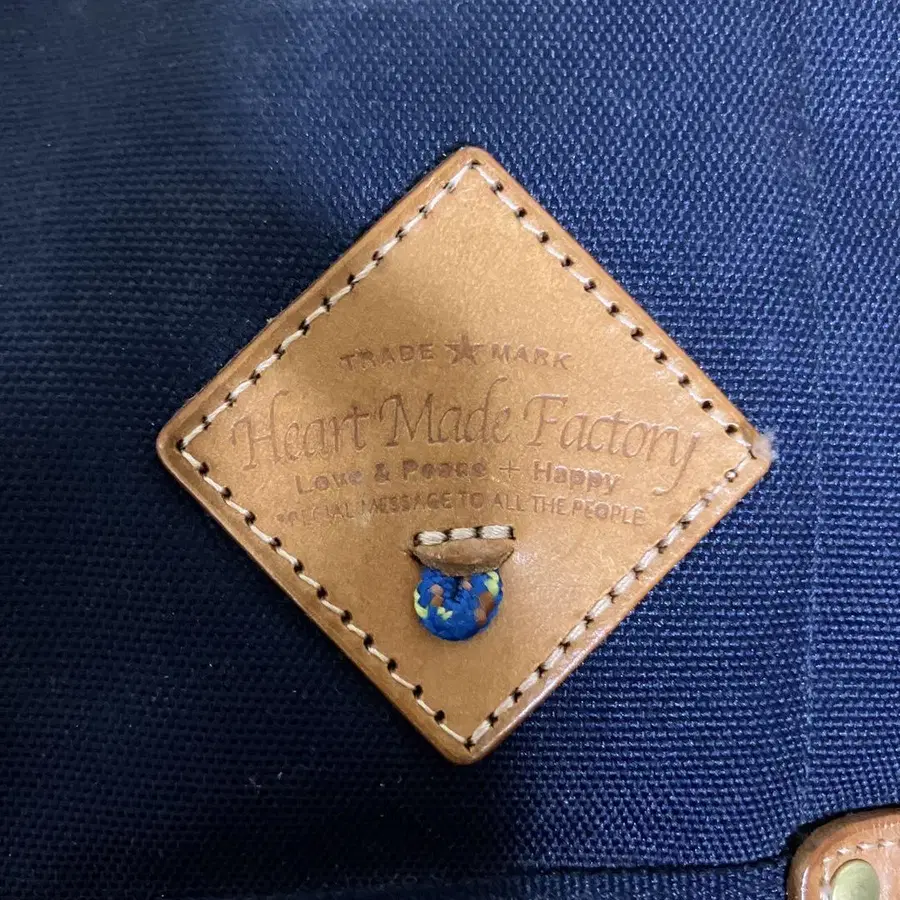 TRADE ★ MARK
Heart Made Factory
Love & Peace + Happy
SPECIAL MESSAGE TO ALL THE PEOPLE